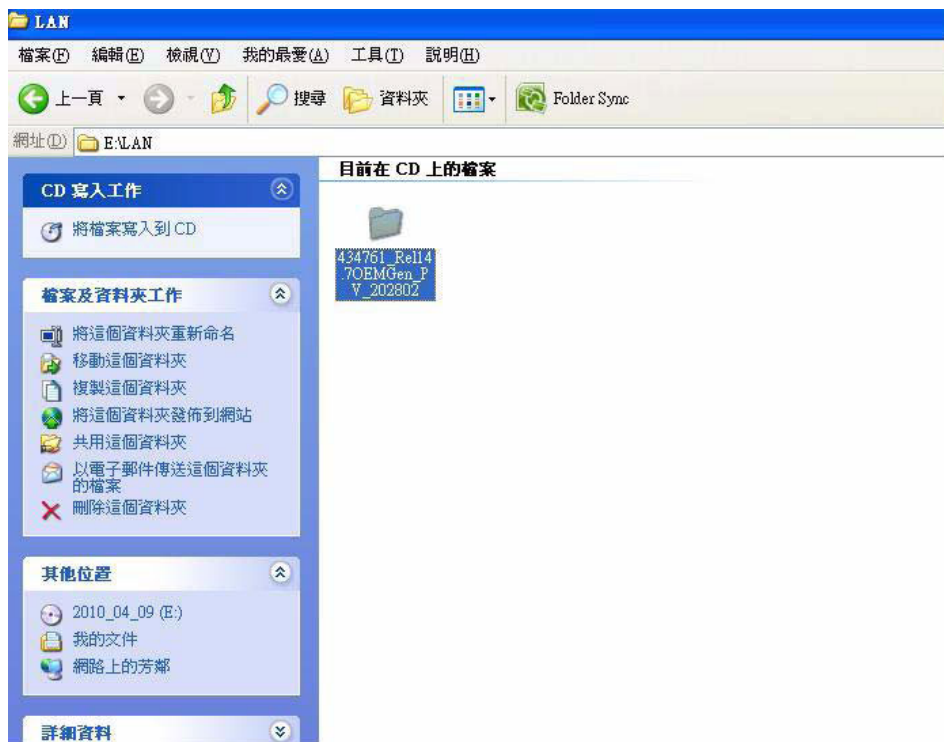 LAN
檔案(F) 編輯(E) 檢視(V) 我的最愛(A) 工具(T) 說明(H)
上一頁 搜尋 資料夾 Folder Sync
網址(D) E:\LAN
CD 寫入工作
將檔案寫入到 CD
檔案及資料夾工作
將這個資料夾重新命名
移動這個資料夾
複製這個資料夾
將這個資料夾發佈到網站
共用這個資料夾
以電子郵件傳送這個資料夾
的檔案
刪除這個資料夾
其他位置
2010_04_09 (E:)
我的文件
網路上的芳鄰
詳細資料
目前在 CD 上的檔案
434761_Rel14
.7OEMGen_P
V_202802